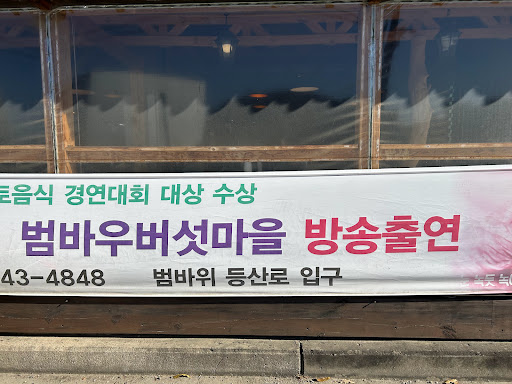 토음식 경연대회 대상 수상
범바우버섯마을 방송출연
43-4848 범바위 등산로 입구